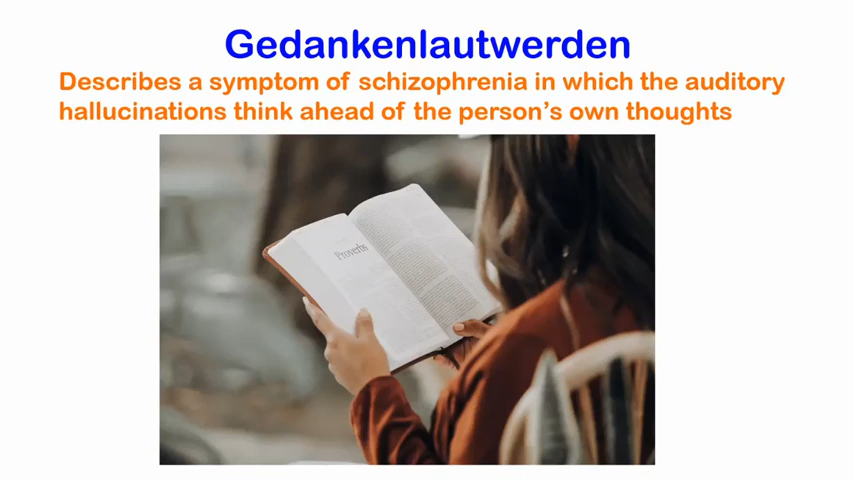 Gedankenlautwerden
Describes a symptom of schizophrenia in which the auditory
hallucinations think ahead of the person's own thoughts
Proverbs